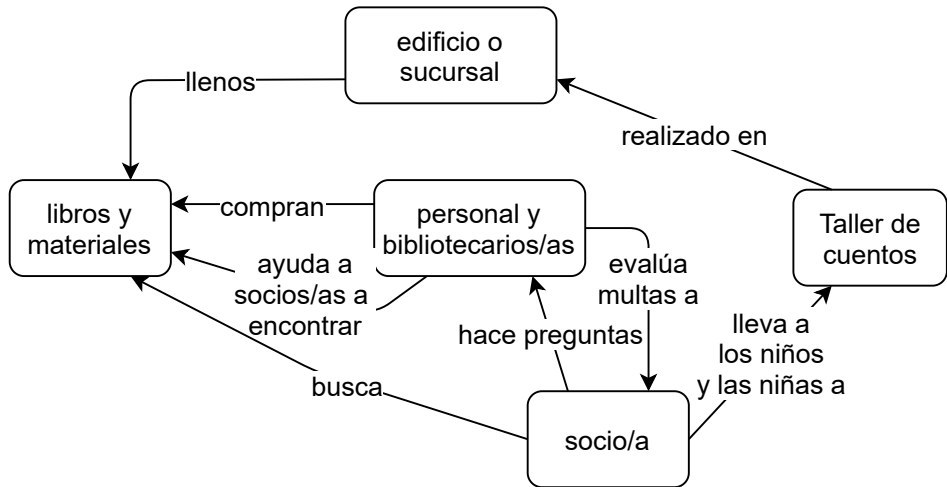 edificio o
sucursal
llenos
realizado en
libros y
materiales
compran
personal y
bibliotecarios/as
Taller de
cuentos
ayuda a
socios/as a
encontrar
evalúa
multas a
hace preguntas
lleva a
los niños
y las niñas a
busca
socio/a